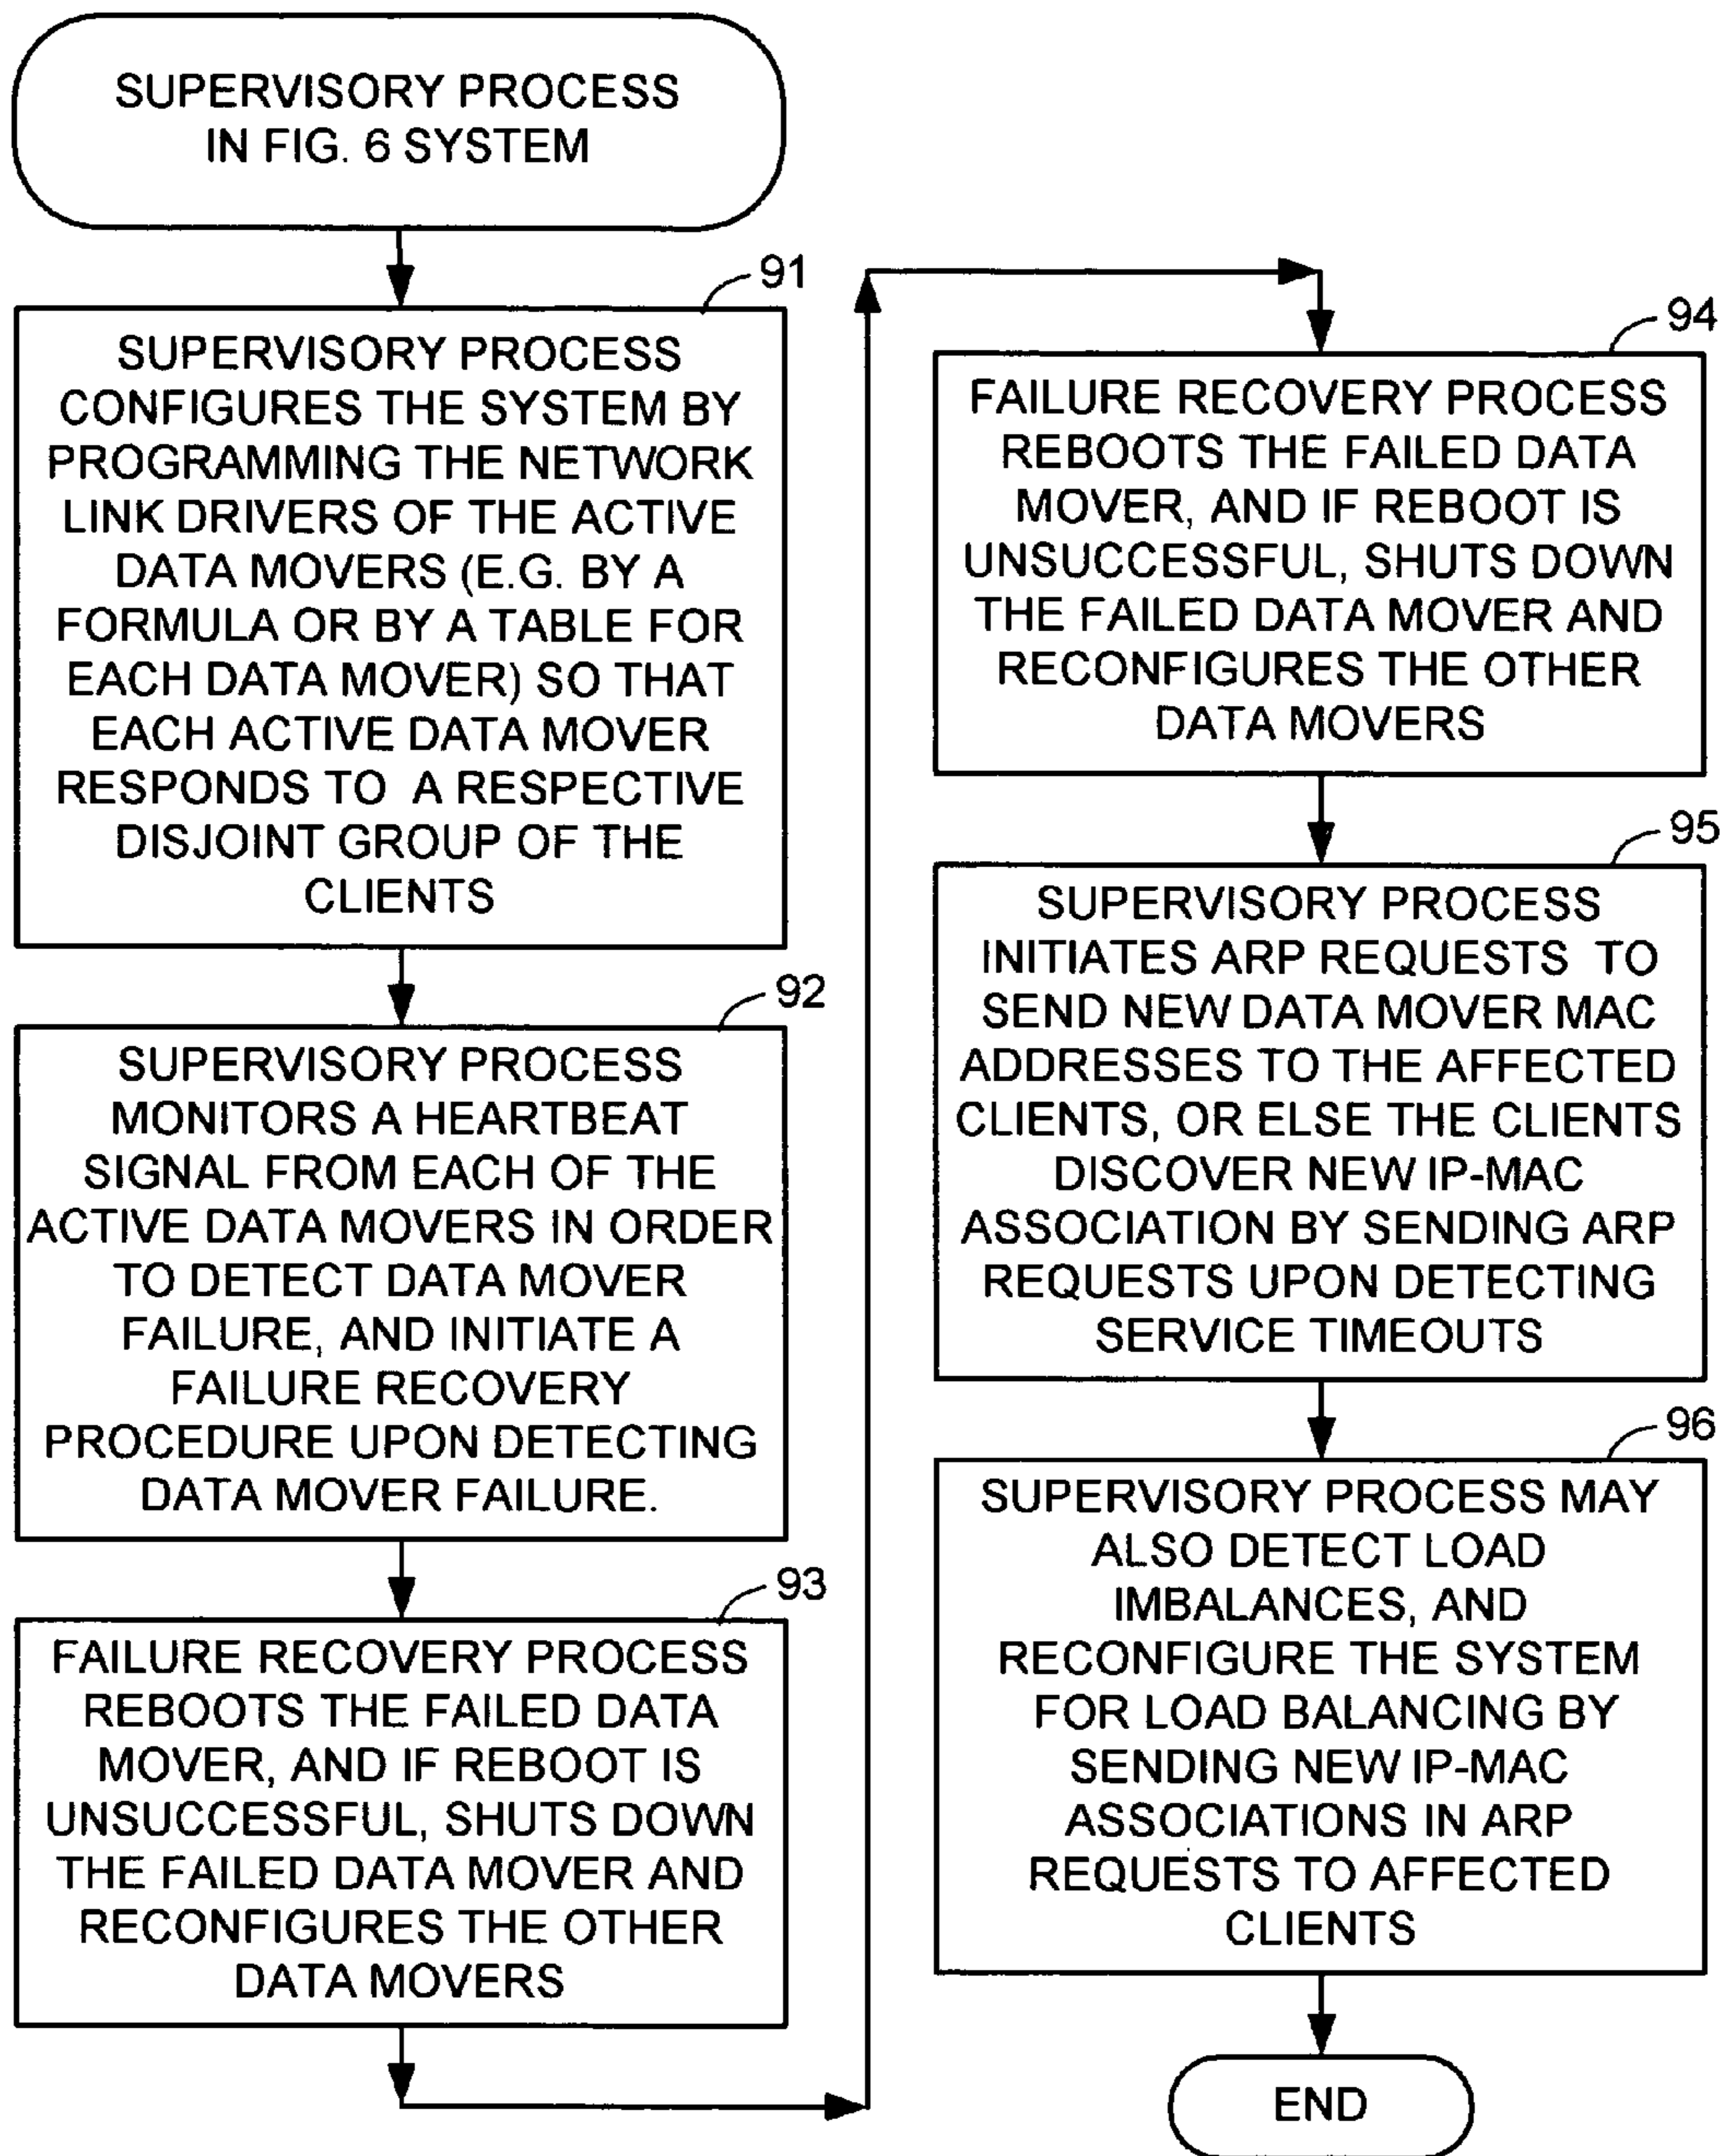 SUPERVISORY PROCESS
IN FIG. 6 SYSTEM
91
SUPERVISORY PROCESS
CONFIGURES THE SYSTEM BY
PROGRAMMING THE NETWORK
LINK DRIVERS OF THE ACTIVE
DATA MOVERS (E.G. BY A
FORMULA OR BY A TABLE FOR
EACH DATA MOVER) SO THAT
EACH ACTIVE DATA MOVER
RESPONDS TO A RESPECTIVE
DISJOINT GROUP OF THE
CLIENTS
92
SUPERVISORY PROCESS
MONITORS A HEARTBEAT
SIGNAL FROM EACH OF THE
ACTIVE DATA MOVERS IN ORDER
TO DETECT DATA MOVER
FAILURE, AND INITIATE A
FAILURE RECOVERY
PROCEDURE UPON DETECTING
DATA MOVER FAILURE.
93
FAILURE RECOVERY PROCESS
REBOOTS THE FAILED DATA
MOVER, AND IF REBOOT IS
UNSUCCESSFUL, SHUTS DOWN
THE FAILED DATA MOVER AND
RECONFIGURES THE OTHER
DATA MOVERS
94
FAILURE RECOVERY PROCESS
REBOOTS THE FAILED DATA
MOVER, AND IF REBOOT IS
UNSUCCESSFUL, SHUTS DOWN
THE FAILED DATA MOVER AND
RECONFIGURES THE OTHER
DATA MOVERS
95
SUPERVISORY PROCESS
INITIATES ARP REQUESTS TO
SEND NEW DATA MOVER MAC
ADDRESSES TO THE AFFECTED
CLIENTS, OR ELSE THE CLIENTS
DISCOVER NEW IP-MAC
ASSOCIATION BY SENDING ARP
REQUESTS UPON DETECTING
SERVICE TIMEOUTS
96
SUPERVISORY PROCESS MAY
ALSO DETECT LOAD
IMBALANCES, AND
RECONFIGURE THE SYSTEM
FOR LOAD BALANCING BY
SENDING NEW IP-MAC
ASSOCIATIONS IN ARP
REQUESTS TO AFFECTED
CLIENTS
END